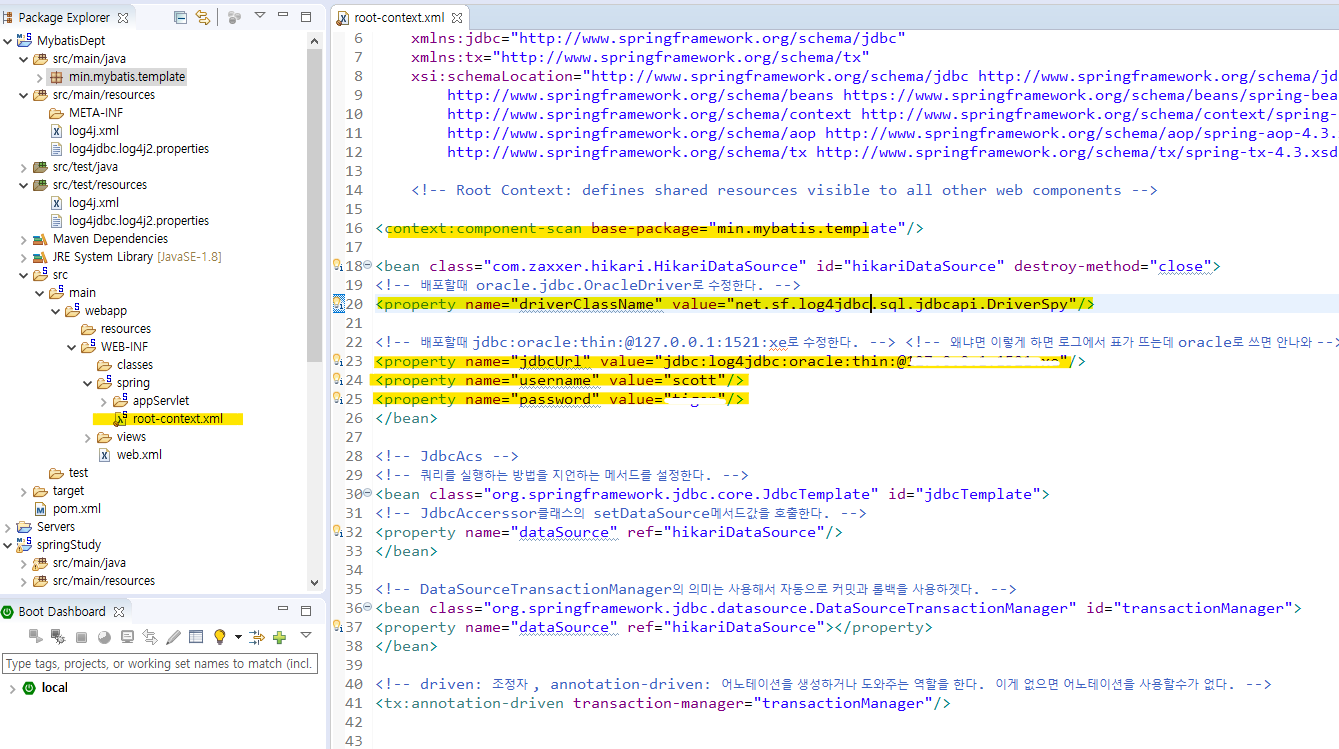 Package Explorer
MybatisDept
src/main/java
min.mybatis.template
src/main/resources
META-INF
log4j.xml
log4jdbc.log4j2.properties
src/test/java
src/test/resources
log4j.xml
log4jdbc.log4j2.properties
Maven Dependencies
JRE System Library [JavaSE-1.8]
src
main
webapp
resources
WEB-INF
classes
spring
appServlet
root-context.xml
views
web.xml
test
target
pom.xml
Servers
springStudy
src/main/java
src/main/resources
Boot Dashboard
Type tags, projects, or working set names to match (incl.
local
root-context.xml
6 xmlns:jdbc="http://www.springframework.org/schema/jdbc"
7 xmlns:tx="http://www.springframework.org/schema/tx"
8 xsi:schemaLocation="http://www.springframework.org/schema/jdbc http://www.springframework.org/schema/jd
9 http://www.springframework.org/schema/beans https://www.springframework.org/schema/beans/spring-bea
10 http://www.springframework.org/schema/context http://www.springframework.org/schema/context/spring-
11 http://www.springframework.org/schema/aop http://www.springframework.org/schema/aop/spring-aop-4.3.
12 http://www.springframework.org/schema/tx http://www.springframework.org/schema/tx/spring-tx-4.3.xsd
13
14 <!-- Root Context: defines shared resources visible to all other web components -->
15
16 <context:component-scan base-package="min.mybatis.template"/>
17
18 <bean class="com.zaxxer.hikari.HikariDataSource" id="hikariDataSource" destroy-method="close">
19 <!-- 배포할때 oracle.jdbc.OracleDriver로 수정한다. -->
20 <property name="driverClassName" value="net.sf.log4jdbc.sql.jdbcapi.DriverSpy"/>
21
22 <!-- 배포할때 jdbc:oracle:thin:@127.0.0.1:1521:xe로 수정한다. --> <!-- 왜냐면 이렇게 하면 로그에서 표가 뜨는데 oracle로 쓰면 안나와 -->
23 <property name="jdbcUrl" value="jdbc:log4jdbc:oracle:thin:@ "/>
24 <property name="username" value="scott"/>
25 <property name="password" value=" "/>
26 </bean>
27
28 <!-- JdbcAcs -->
29 <!-- 쿼리를 실행하는 방법을 지언하는 메서드를 설정한다. -->
30 <bean class="org.springframework.jdbc.core.JdbcTemplate" id="jdbcTemplate">
31 <!-- JdbcAccerssor클래스의 setDataSource메서드값을 호출한다. -->
32 <property name="dataSource" ref="hikariDataSource"/>
33 </bean>
34
35 <!-- DataSourceTransactionManager의 의미는 사용해서 자동으로 커밋과 롤백을 사용하겟다. -->
36 <bean class="org.springframework.jdbc.datasource.DataSourceTransactionManager" id="transactionManager">
37 <property name="dataSource" ref="hikariDataSource"></property>
38 </bean>
39
40 <!-- driven: 조정자 , annotation-driven: 어노테이션을 생성하거나 도와주는 역할을 한다. 이게 없으면 어노테이션을 사용할수가 없다. -->
41 <tx:annotation-driven transaction-manager="transactionManager"/>
42
43